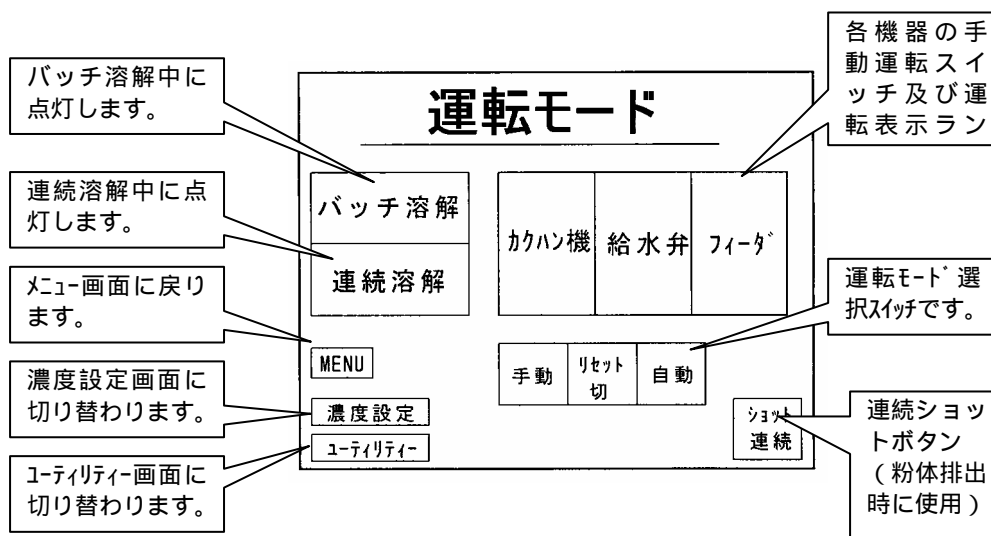 バッチ溶解中に
点灯します。
連続溶解中に点
灯します。
ﾒﾆｭｰ画面に戻り
ます。
濃度設定画面に
切り替わります。
ﾕｰﾃｨﾘﾃｨｰ画面に
切り替わります。
運転モード
バッチ溶解
連続溶解
ｶｸﾊﾝ機
給水弁
ﾌｨｰﾀﾞ
MENU
濃度設定
ﾕｰﾃｨﾘﾃｨｰ
手動
ﾘｾｯﾄ
切
自動
ｼｮｯﾄ
連続
各機器の手
動運転スイ
ッチ及び運
転表示ラン
運転ﾓｰﾄﾞ選
択ｽｲｯﾁです。
連続ショッ
トボタン
（粉体排出
時に使用）